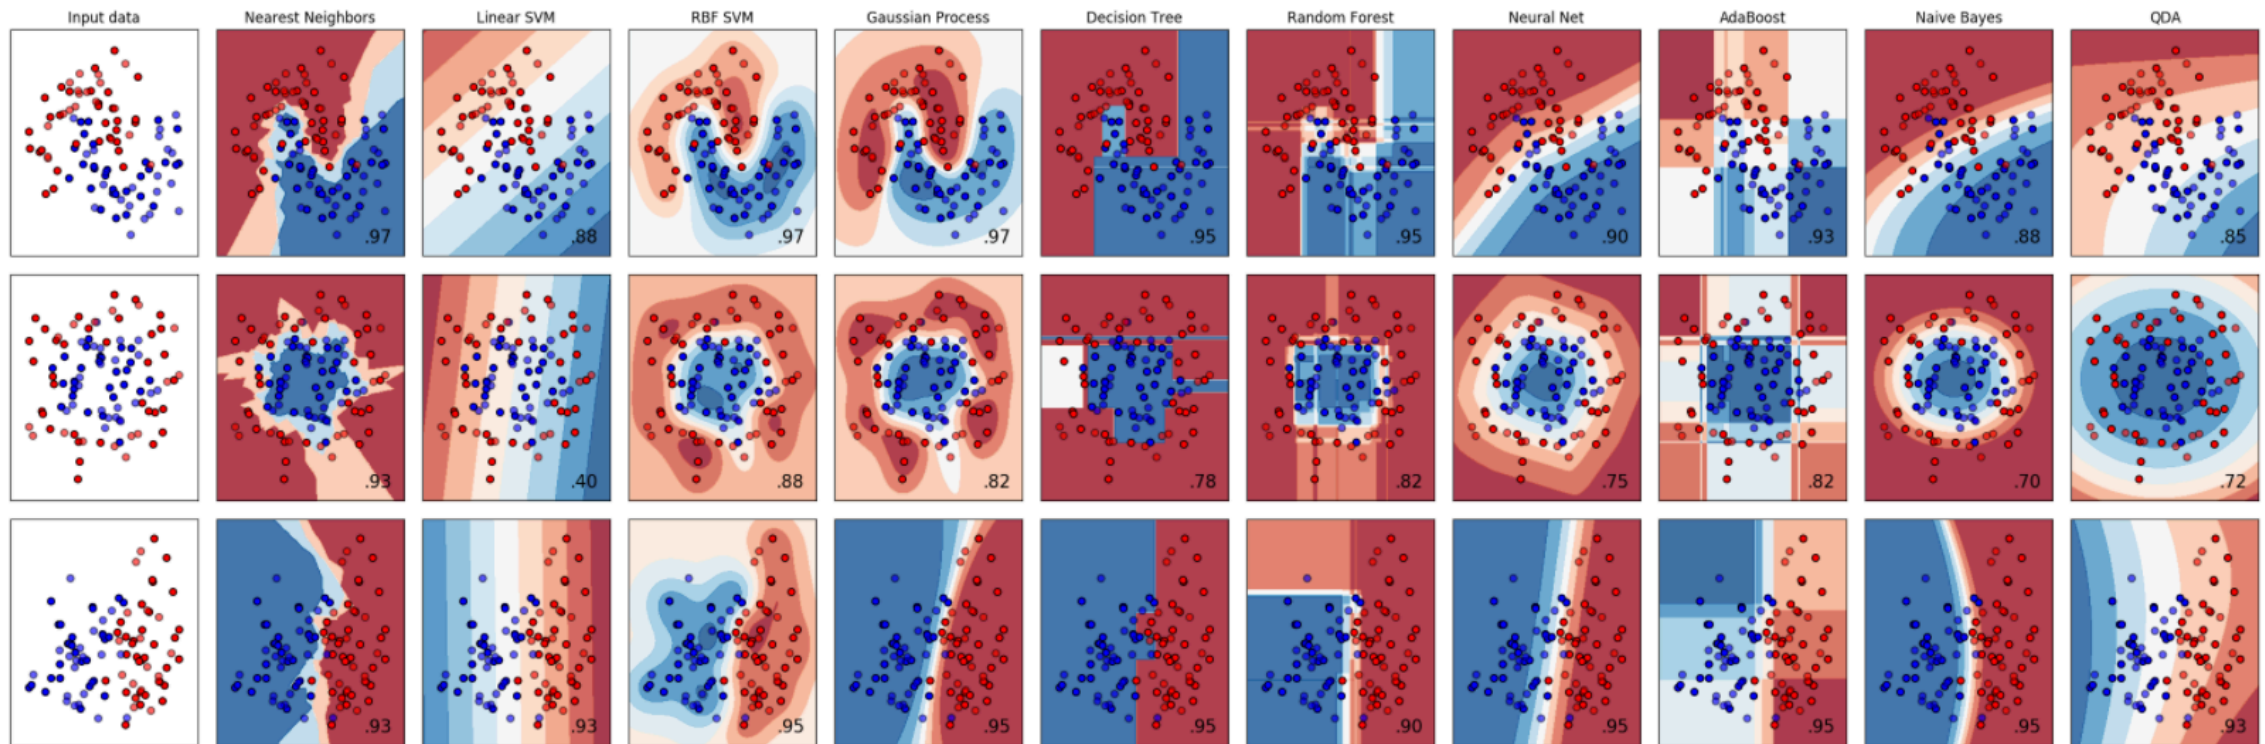 Input data Nearest Neighbors Linear SVM RBF SVM Gaussian Process Decision Tree Random Forest Neural Net AdaBoost Naive Bayes QDA
.97 .88 .97 .97 .95 .95 .90 .93 .88 .85
.93 .40 .88 .82 .78 .82 .75 .82 .70 .72
.93 .93 .95 .95 .95 .90 .95 .95 .95 .93